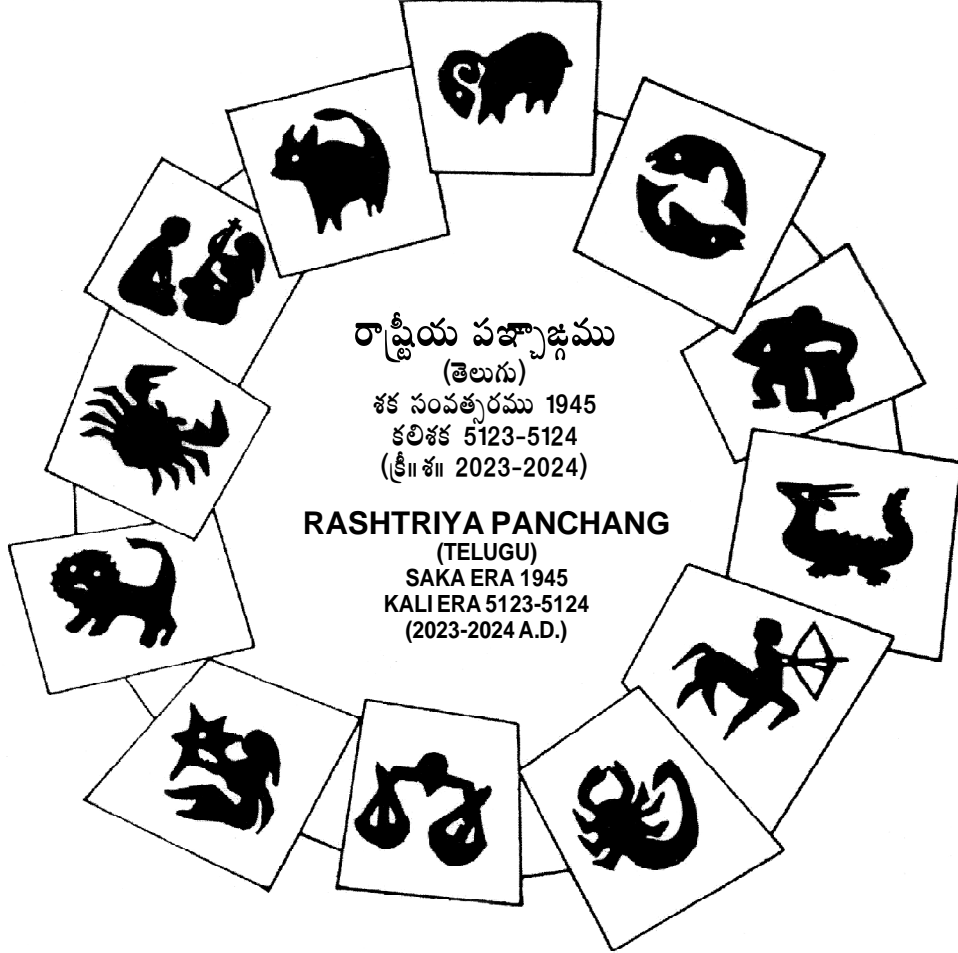 రాష్ట్రీయ పఞ్చాఙ్గము
(తెలుగు)
శక సంవత్సరము 1945
కలిశక 5123-5124
(క్రీ॥ శ॥ 2023-2024)
RASHTRIYA PANCHANG
(TELUGU)
SAKA ERA 1945
KALI ERA 5123-5124
(2023-2024 A.D.)